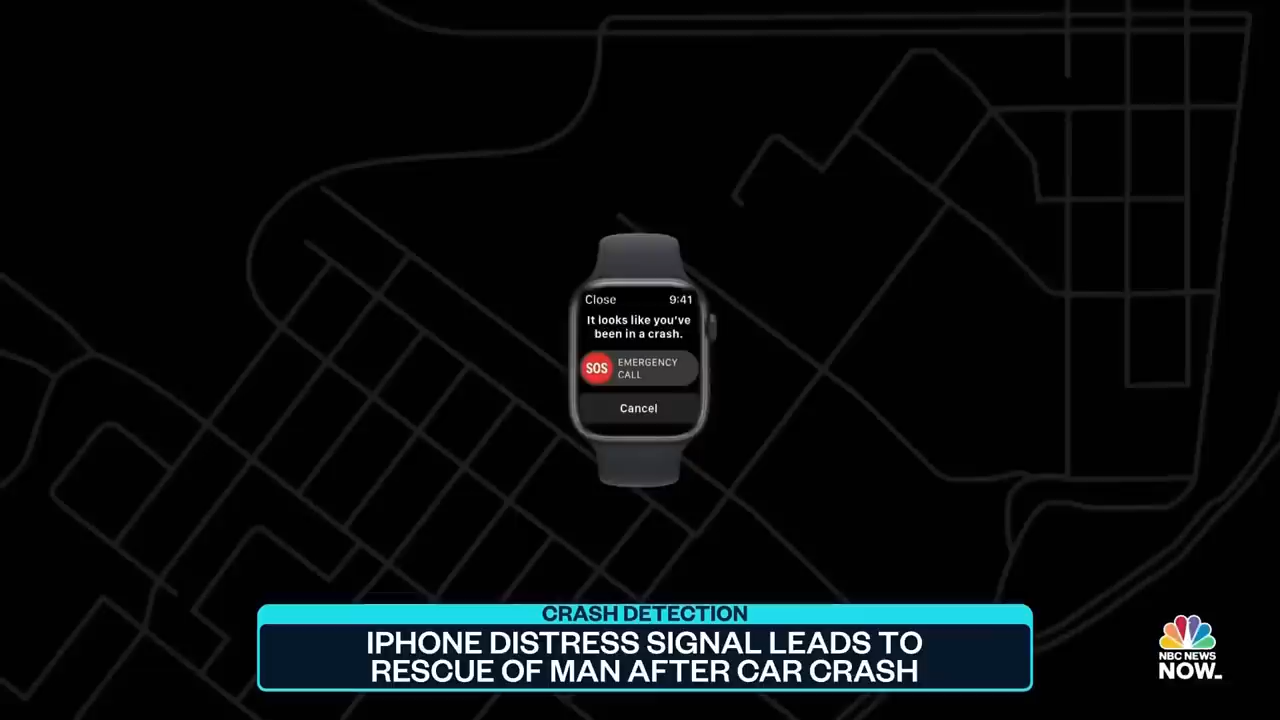 Close 9:41
It looks like you've
been in a crash.
SOS EMERGENCY
CALL
Cancel
CRASH DETECTION
IPHONE DISTRESS SIGNAL LEADS TO
RESCUE OF MAN AFTER CAR CRASH
NBC NEWS
NOW